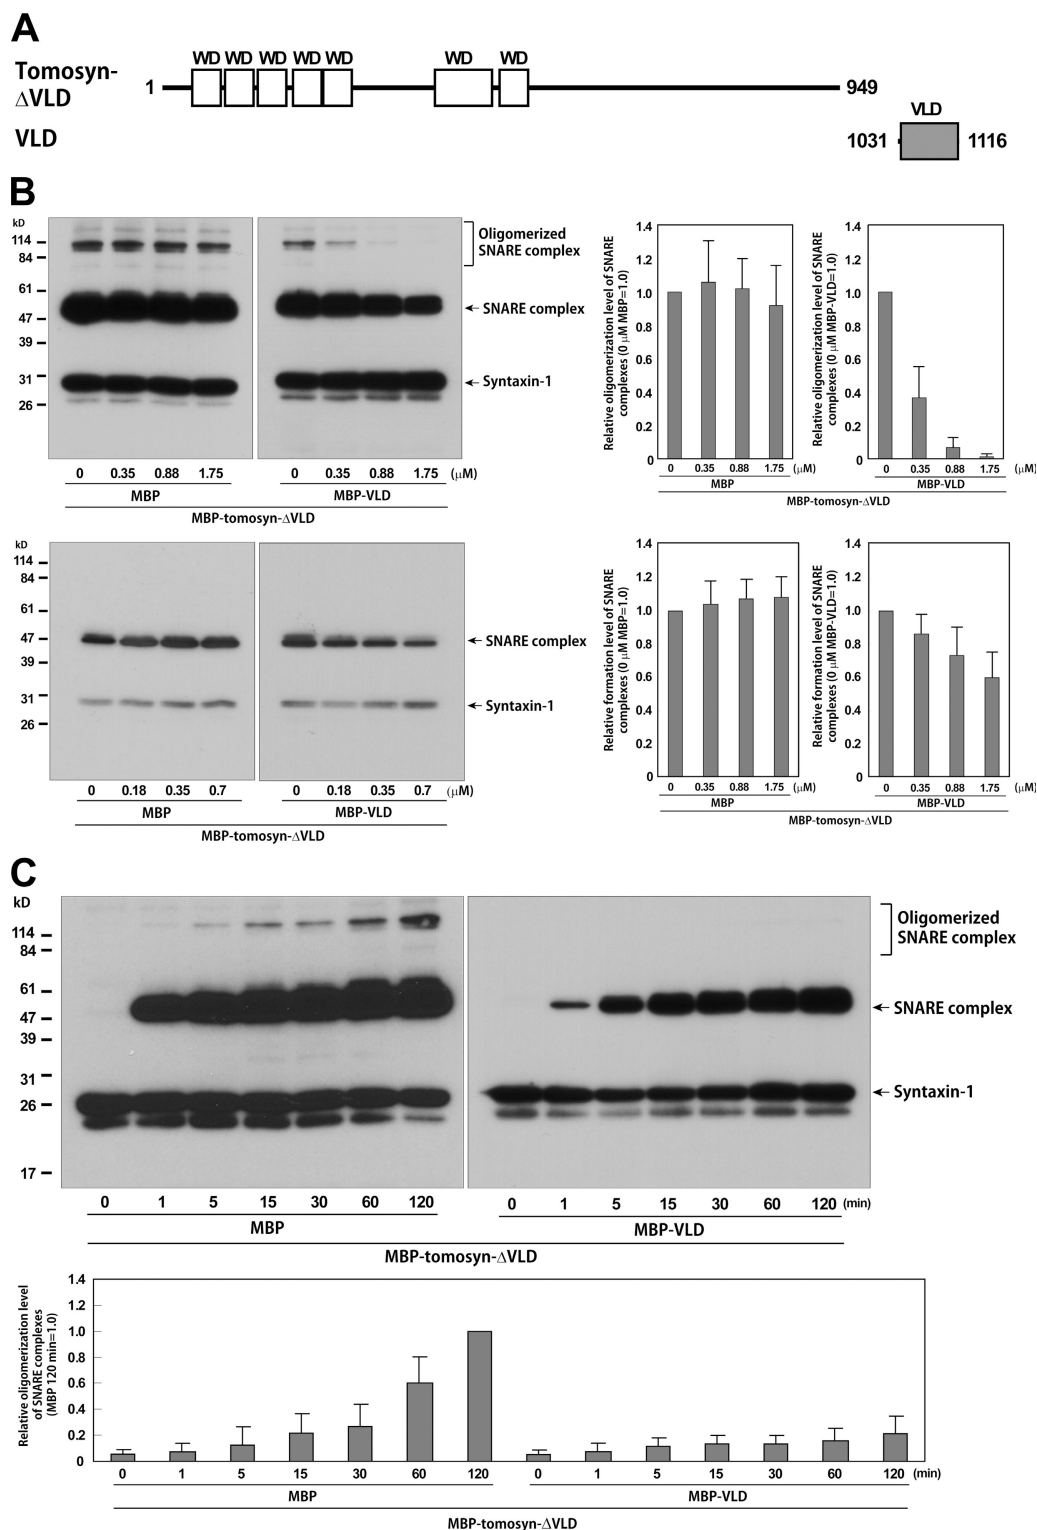 A
WD WD WD WD WD WD WD
Tomosyn-
ΔVLD
1
949
VLD
VLD
1031
1116
B
kD
114
84
61
47
39
31
26
Oligomerized
SNARE complex
SNARE complex
Syntaxin-1
0 0.35 0.88 1.75 0 0.35 0.88 1.75 (μM)
MBP MBP-VLD
MBP-tomosyn-ΔVLD
Relative oligomerization level of SNARE
complexes (0 μM MBP=1.0)
1.4
1.2
1.0
0.8
0.6
0.4
0.2
0
0 0.35 0.88 1.75 (μM)
MBP
Relative oligomerization level of SNARE
complexes (0 μM MBP-VLD=1.0)
1.4
1.2
1.0
0.8
0.6
0.4
0.2
0
0 0.35 0.88 1.75 (μM)
MBP-VLD
MBP-tomosyn-ΔVLD
kD
114
84
61
47
39
31
26
SNARE complex
Syntaxin-1
0 0.18 0.35 0.7 0 0.18 0.35 0.7 (μM)
MBP MBP-VLD
MBP-tomosyn-ΔVLD
Relative formation level of SNARE
complexes (0 μM MBP=1.0)
1.4
1.2
1.0
0.8
0.6
0.4
0.2
0
0 0.35 0.88 1.75 (μM)
MBP
Relative formation level of SNARE
complexes (0 μM MBP-VLD=1.0)
1.4
1.2
1.0
0.8
0.6
0.4
0.2
0
0 0.35 0.88 1.75 (μM)
MBP-VLD
MBP-tomosyn-ΔVLD
C
kD
114
84
61
47
39
31
26
17
Oligomerized
SNARE complex
SNARE complex
Syntaxin-1
0 1 5 15 30 60 120 0 1 5 15 30 60 120 (min)
MBP MBP-VLD
MBP-tomosyn-ΔVLD
Relative oligomerization level
of SNARE complexes
(MBP 120 min=1.0)
1.4
1.2
1.0
0.8
0.6
0.4
0.2
0
0 1 5 15 30 60 120 0 1 5 15 30 60 120 (min)
MBP MBP-VLD
MBP-tomosyn-ΔVLD